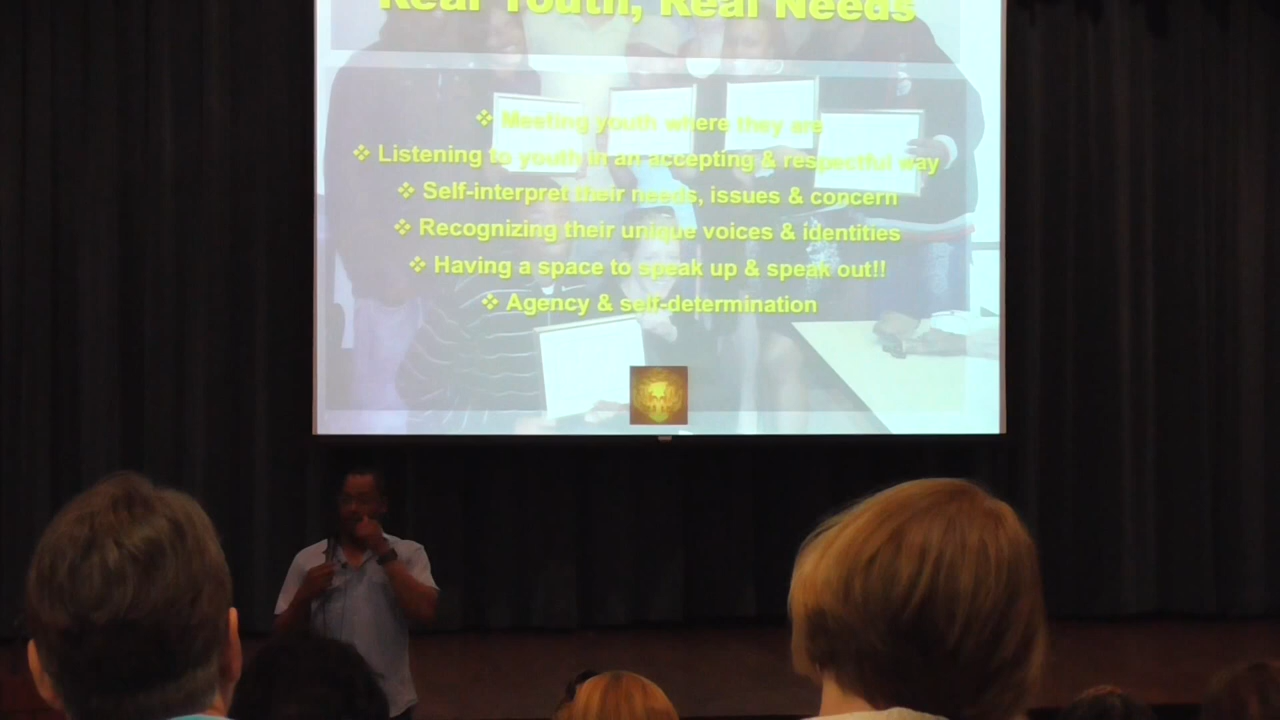 Real Youth, Real Needs
❖ Meeting youth where they are
❖ Listening to youth in an accepting & respectful way
❖ Self-interpret their needs, issues & concern
❖ Recognizing their unique voices & identities
❖ Having a space to speak up & speak out!!
❖ Agency & self-determination